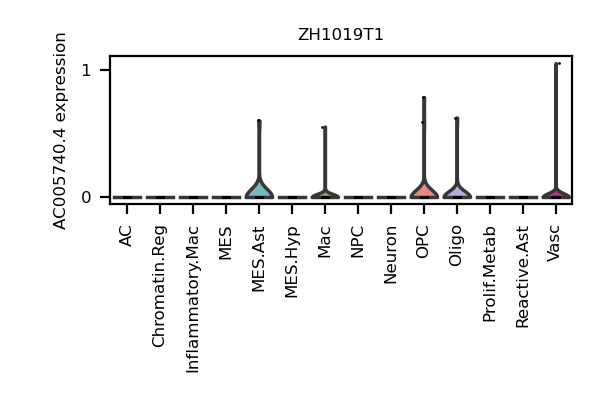 ZH1019T1
AC005740.4 expression
1
0
AC
Chromatin.Reg
Inflammatory.Mac
MES
MES.Ast
MES.Hyp
Mac
NPC
Neuron
OPC
Oligo
Prolif.Metab
Reactive.Ast
Vasc